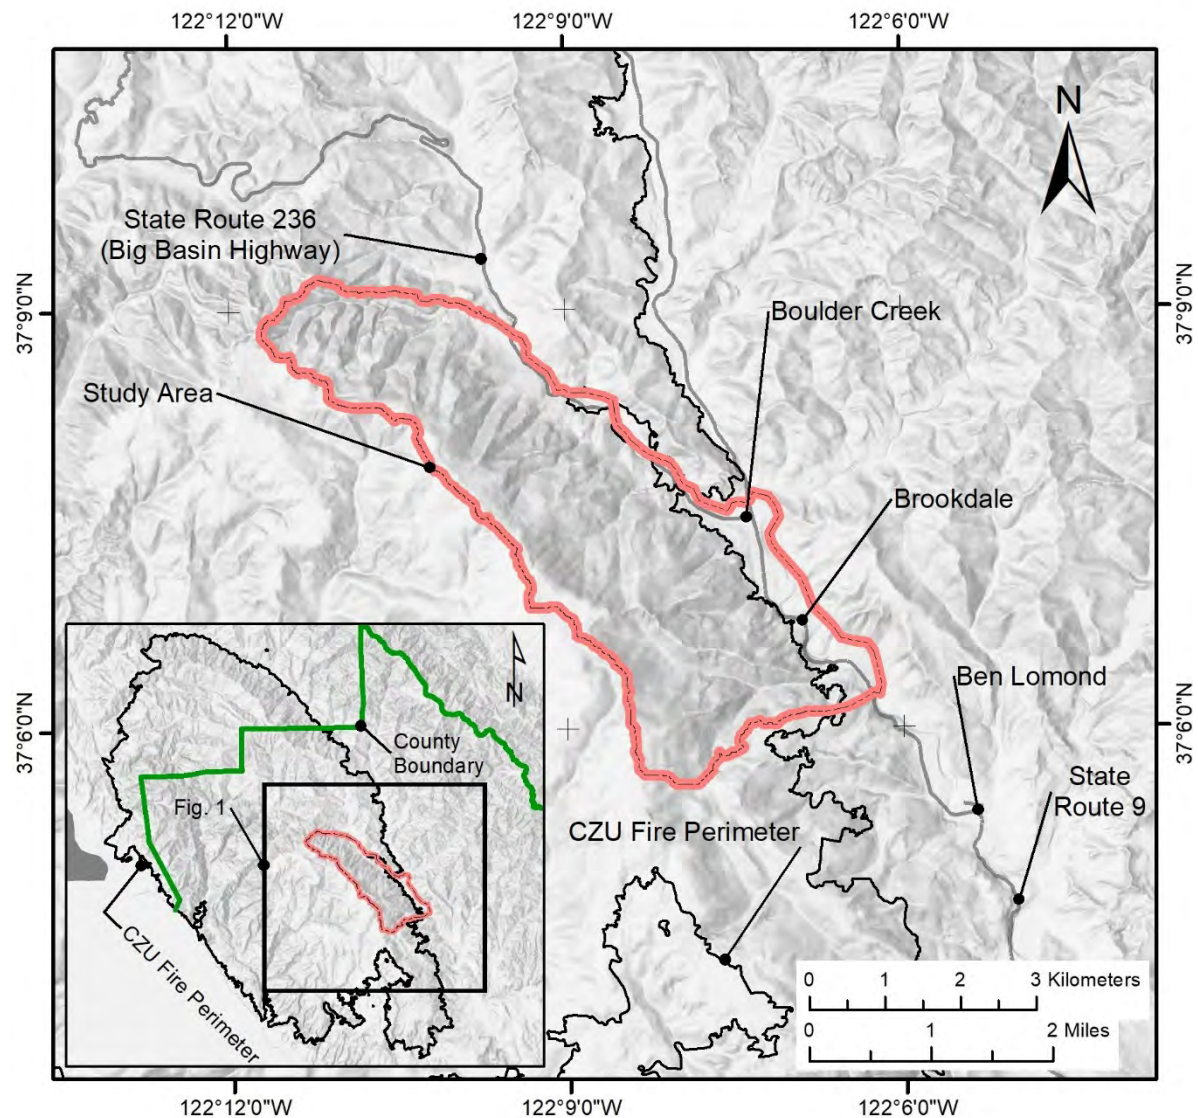 122°12'0"W
122°9'0"W
122°6'0"W
N
State Route 236
(Big Basin Highway)
37°9'0"N
37°9'0"N
Boulder Creek
Study Area
Brookdale
Ben Lomond
37°6'0"N
37°6'0"N
N
County
Boundary
State
Route 9
Fig. 1
CZU Fire Perimeter
CZU Fire Perimeter
0 1 2 3 Kilometers
0 1 2 Miles
122°12'0"W
122°9'0"W
122°6'0"W